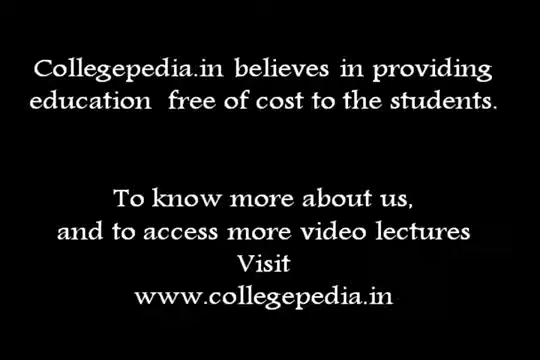 Collegepedia.in believes in providing
education free of cost to the students.
To know more about us,
and to access more video lectures
Visit
www.collegepedia.in